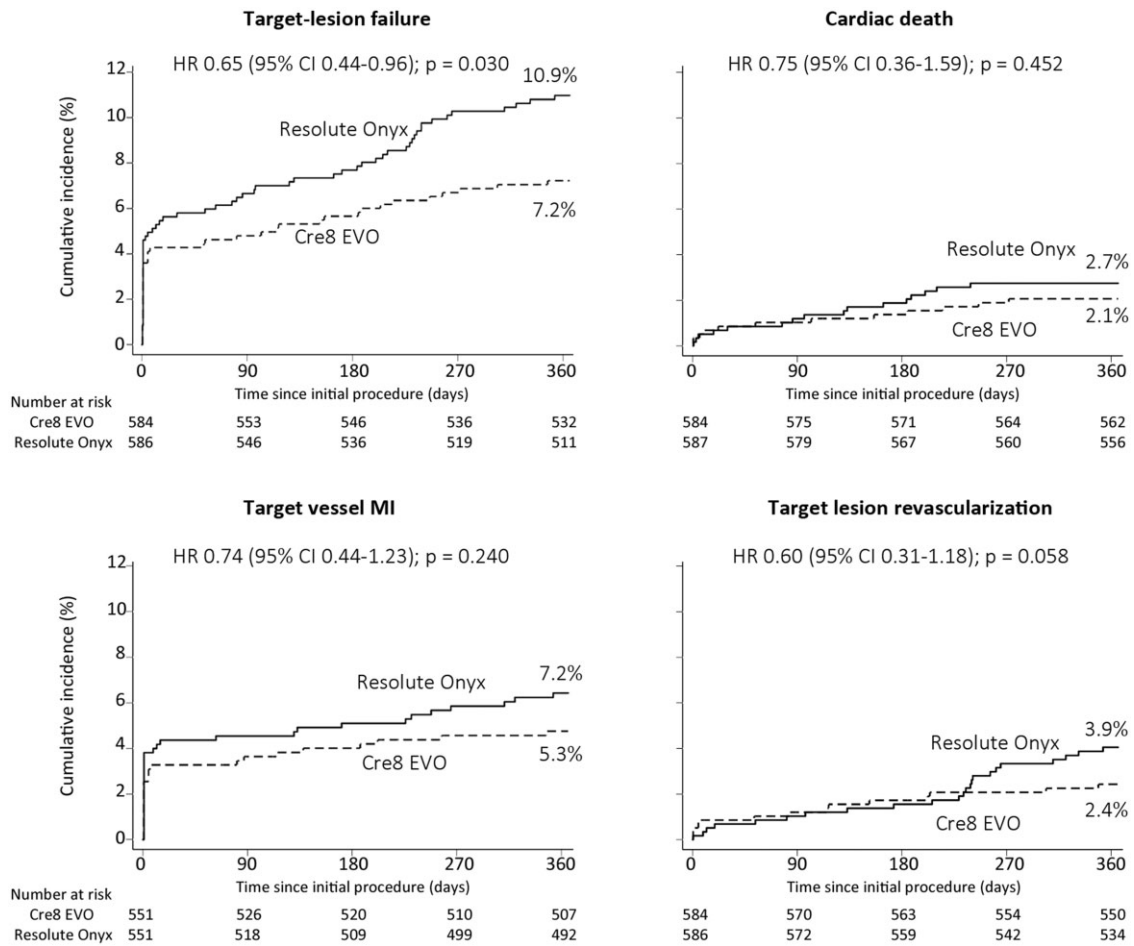 Target-lesion failure
HR 0.65 (95% CI 0.44-0.96); p = 0.030
Cumulative incidence (%)
12
10
8
6
4
2
0
10.9%
Resolute Onyx
7.2%
Cre8 EVO
0 90 180 270 360
Time since initial procedure (days)
Number at risk
Cre8 EVO 584 553 546 536 532
Resolute Onyx 586 546 536 519 511
Cardiac death
HR 0.75 (95% CI 0.36-1.59); p = 0.452
Resolute Onyx
2.7%
Cre8 EVO
2.1%
0 90 180 270 360
Time since initial procedure (days)
584 575 571 564 562
587 579 567 560 556
Target vessel MI
HR 0.74 (95% CI 0.44-1.23); p = 0.240
Cumulative incidence (%)
12
10
8
6
4
2
0
7.2%
Resolute Onyx
Cre8 EVO
5.3%
0 90 180 270 360
Time since initial procedure (days)
Number at risk
Cre8 EVO 551 526 520 510 507
Resolute Onyx 551 518 509 499 492
Target lesion revascularization
HR 0.60 (95% CI 0.31-1.18); p = 0.058
3.9%
Resolute Onyx
Cre8 EVO
2.4%
0 90 180 270 360
Time since initial procedure (days)
584 570 563 554 550
586 572 559 542 534